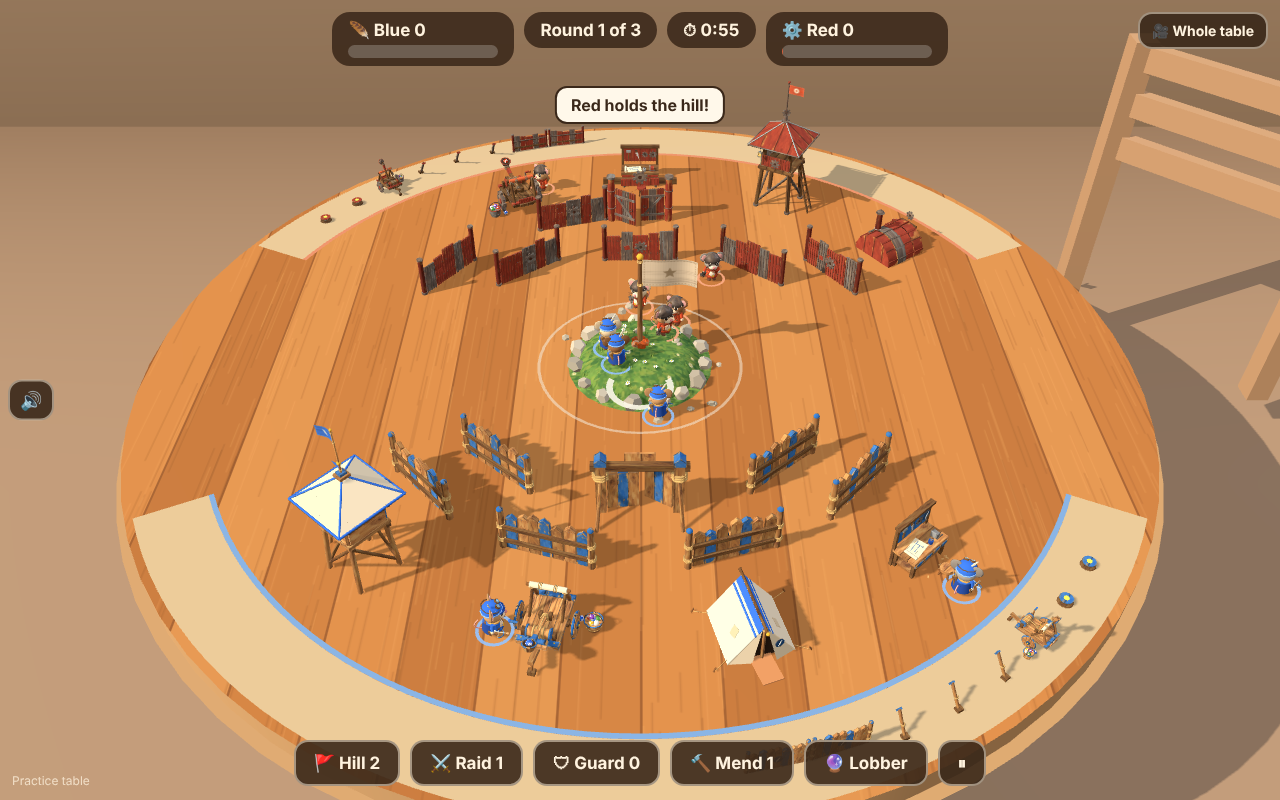 Blue 0
Round 1 of 3
0:55
Red 0
Whole table
Red holds the hill!
Hill 2
Raid 1
Guard 0
Mend 1
Lobber
Practice table